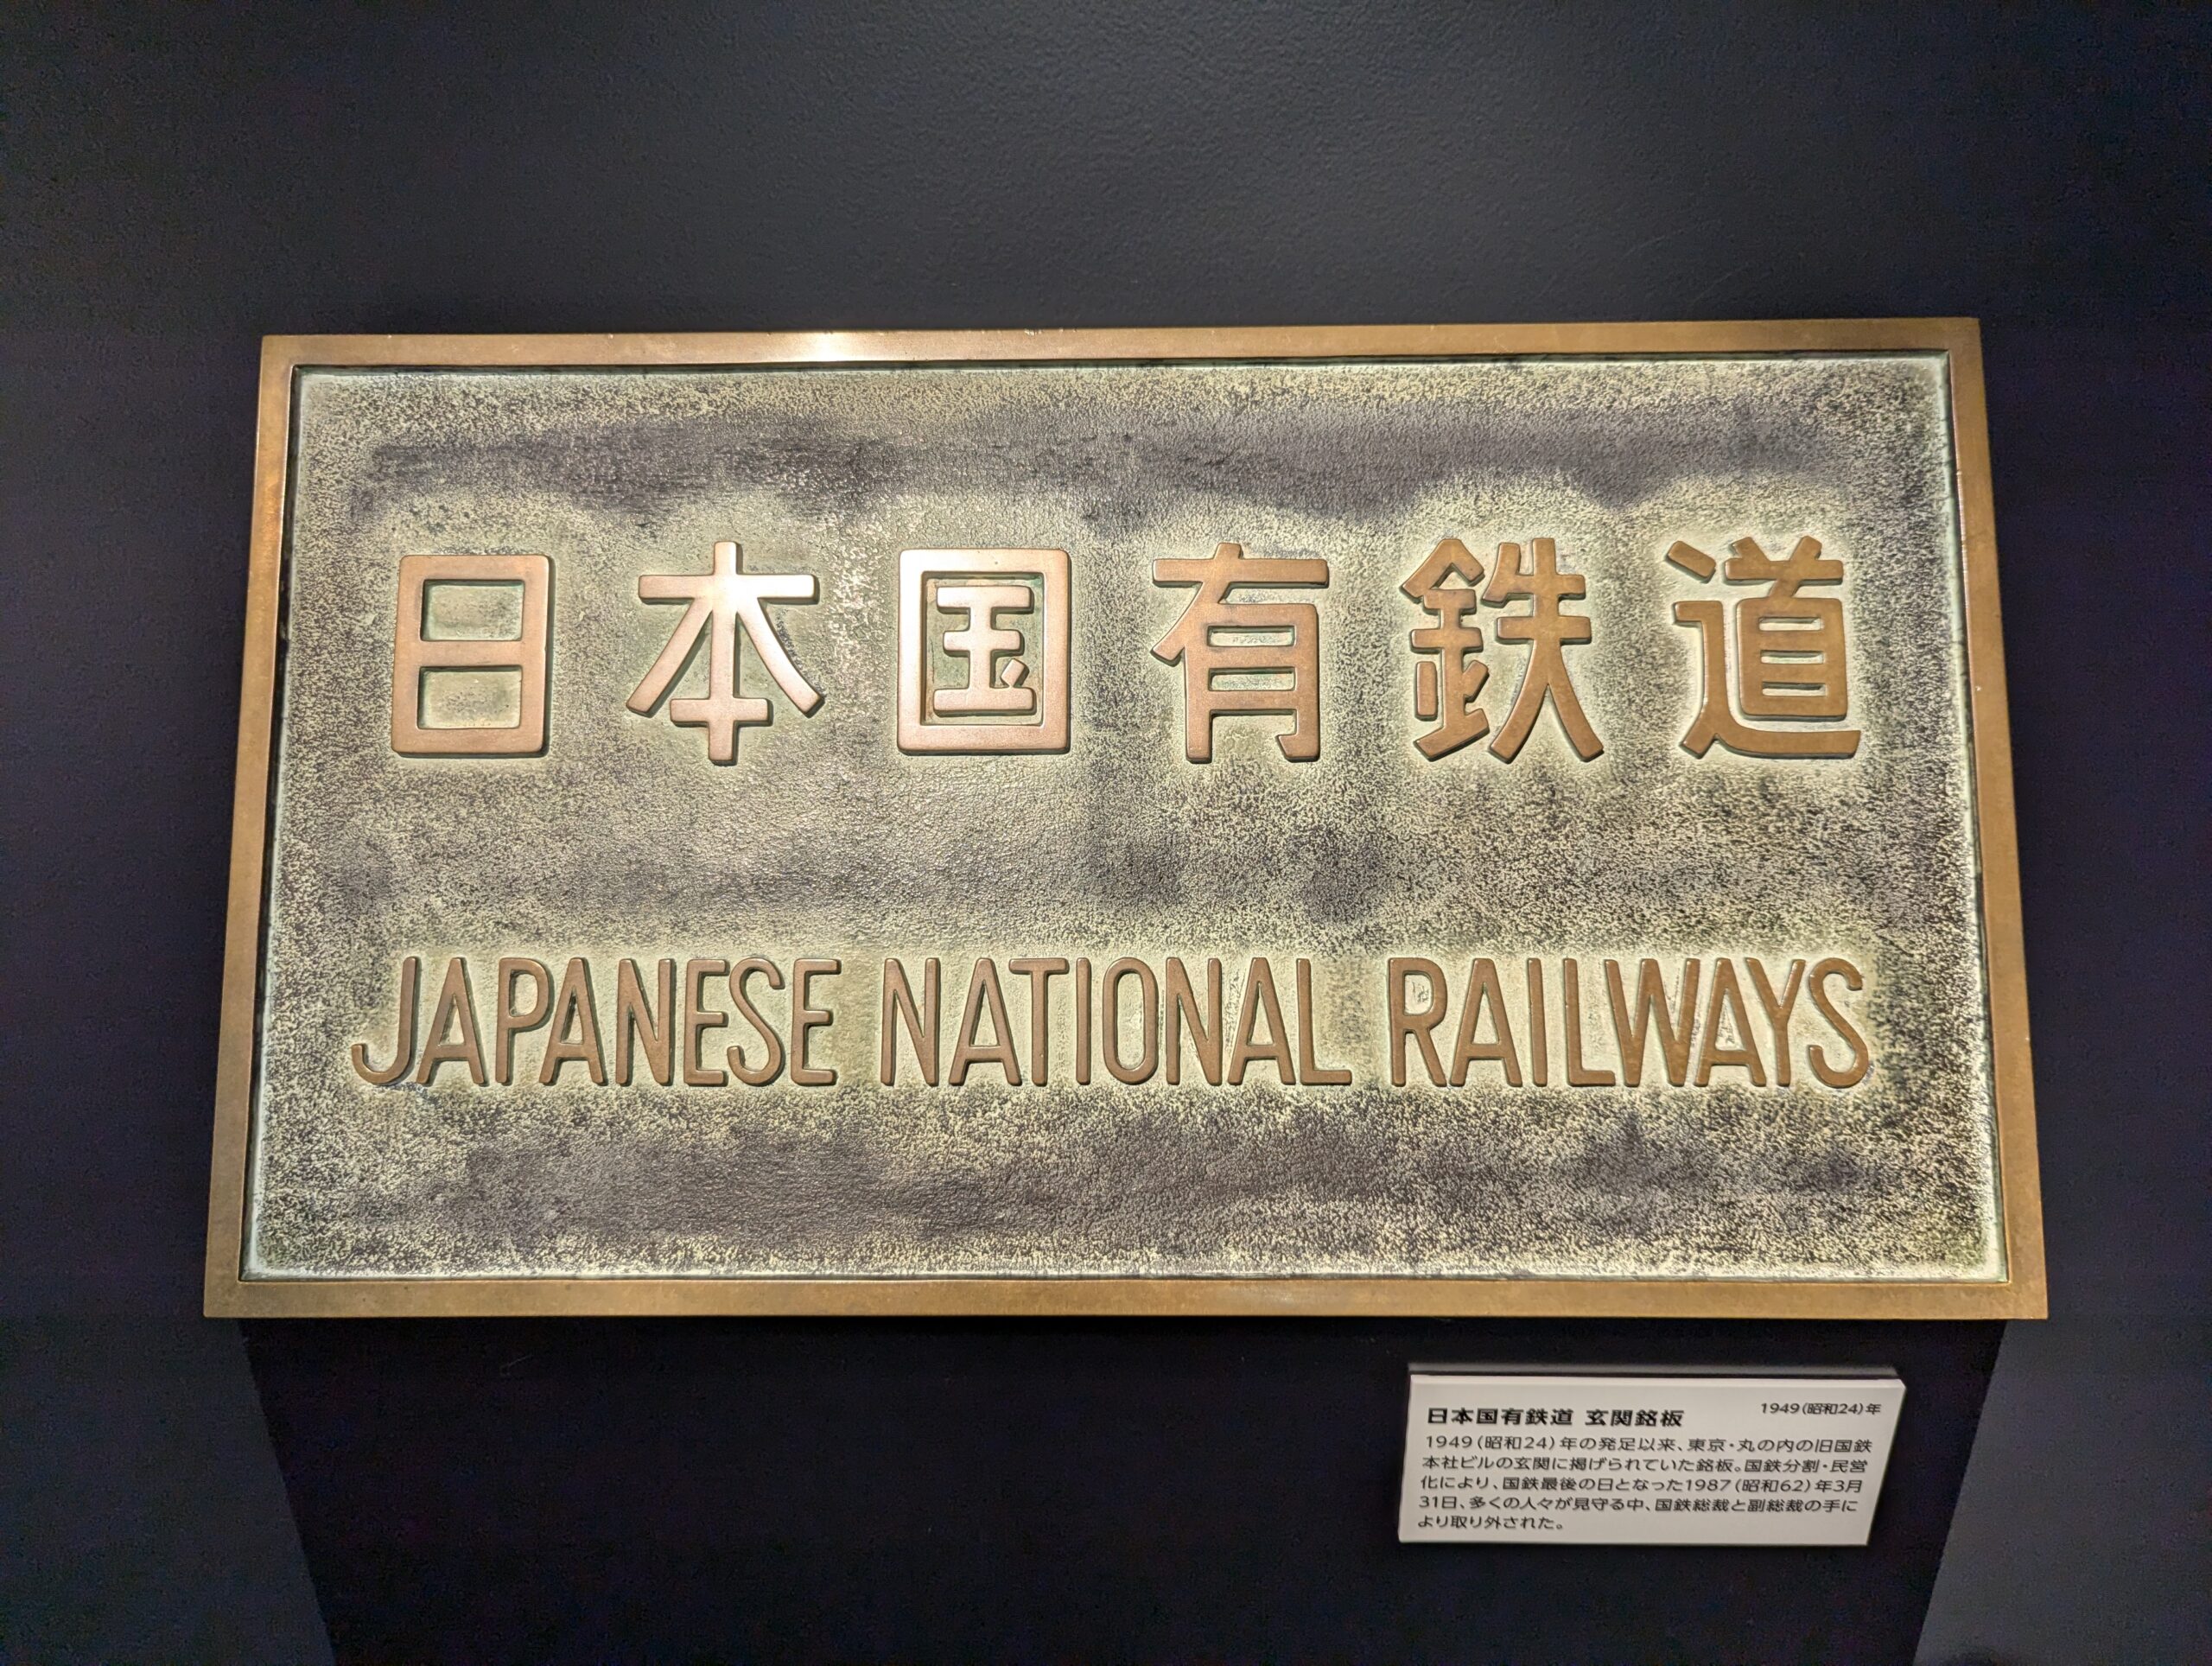 日本国有鉄道
JAPANESE NATIONAL RAILWAYS
日本国有鉄道 玄関銘板 1949(昭和24)年
1949(昭和24)年の発足以来、東京・丸の内の旧国鉄
本社ビルの玄関に掲げられていた銘板。国鉄分割・民営
化により、国鉄最後の日となった1987(昭和62)年3月
31日、多くの人々が見守る中、国鉄総裁と副総裁の手に
より取り外された。